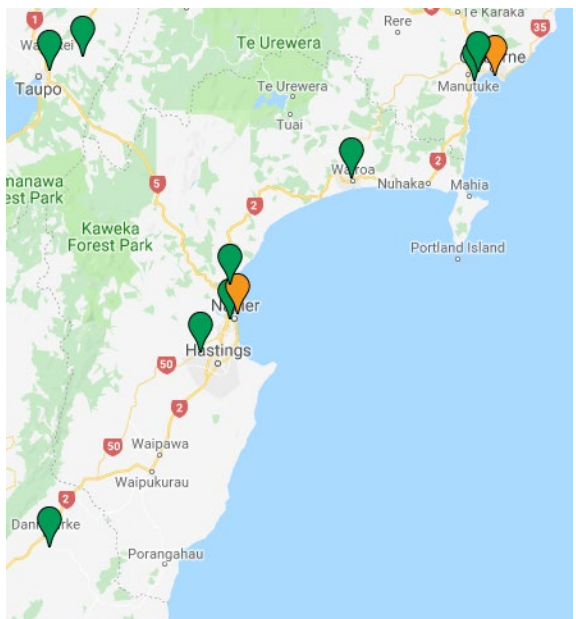 Te Karaka
1
Rere
35
Te Urewera
Taupo
Manutuke
Te Urewera
Tuai
2
5
Nuhaka
Mahia
2
Kaweka
Forest Park
Portland Island
Hastings
50
2
50
Waipawa
Waipukurau
2
Porangahau